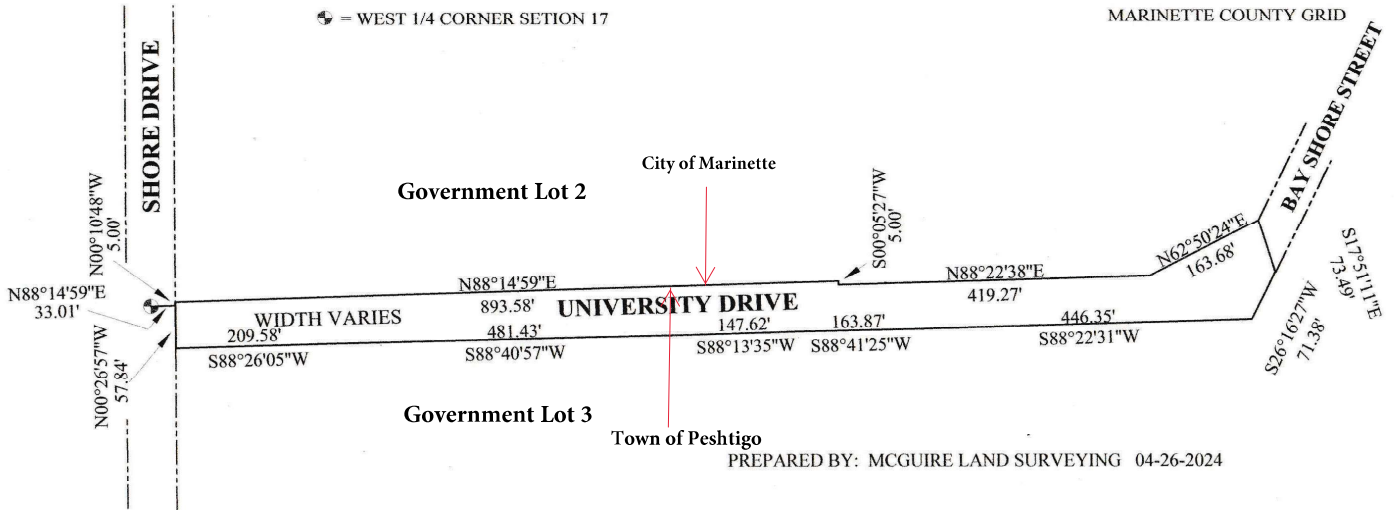 = WEST 1/4 CORNER SETION 17
MARINETTE COUNTY GRID
SHORE DRIVE
BAY SHORE STREET
City of Marinette
Government Lot 2
N00°10'48"W
5.00'
S00°05'27"W
5.00'
N62°50'24"E
163.68'
S17°51'11"E
73.49'
N88°14'59"E
33.01'
N88°14'59"E
893.58'
N88°22'38"E
419.27'
UNIVERSITY DRIVE
WIDTH VARIES
209.58'
S88°26'05"W
481.43'
S88°40'57"W
147.62'
S88°13'35"W
163.87'
S88°41'25"W
446.35'
S88°22'31"W
S26°16'27"W
71.38'
N00°26'57"W
57.84'
Government Lot 3
Town of Peshtigo
PREPARED BY: MCGUIRE LAND SURVEYING 04-26-2024